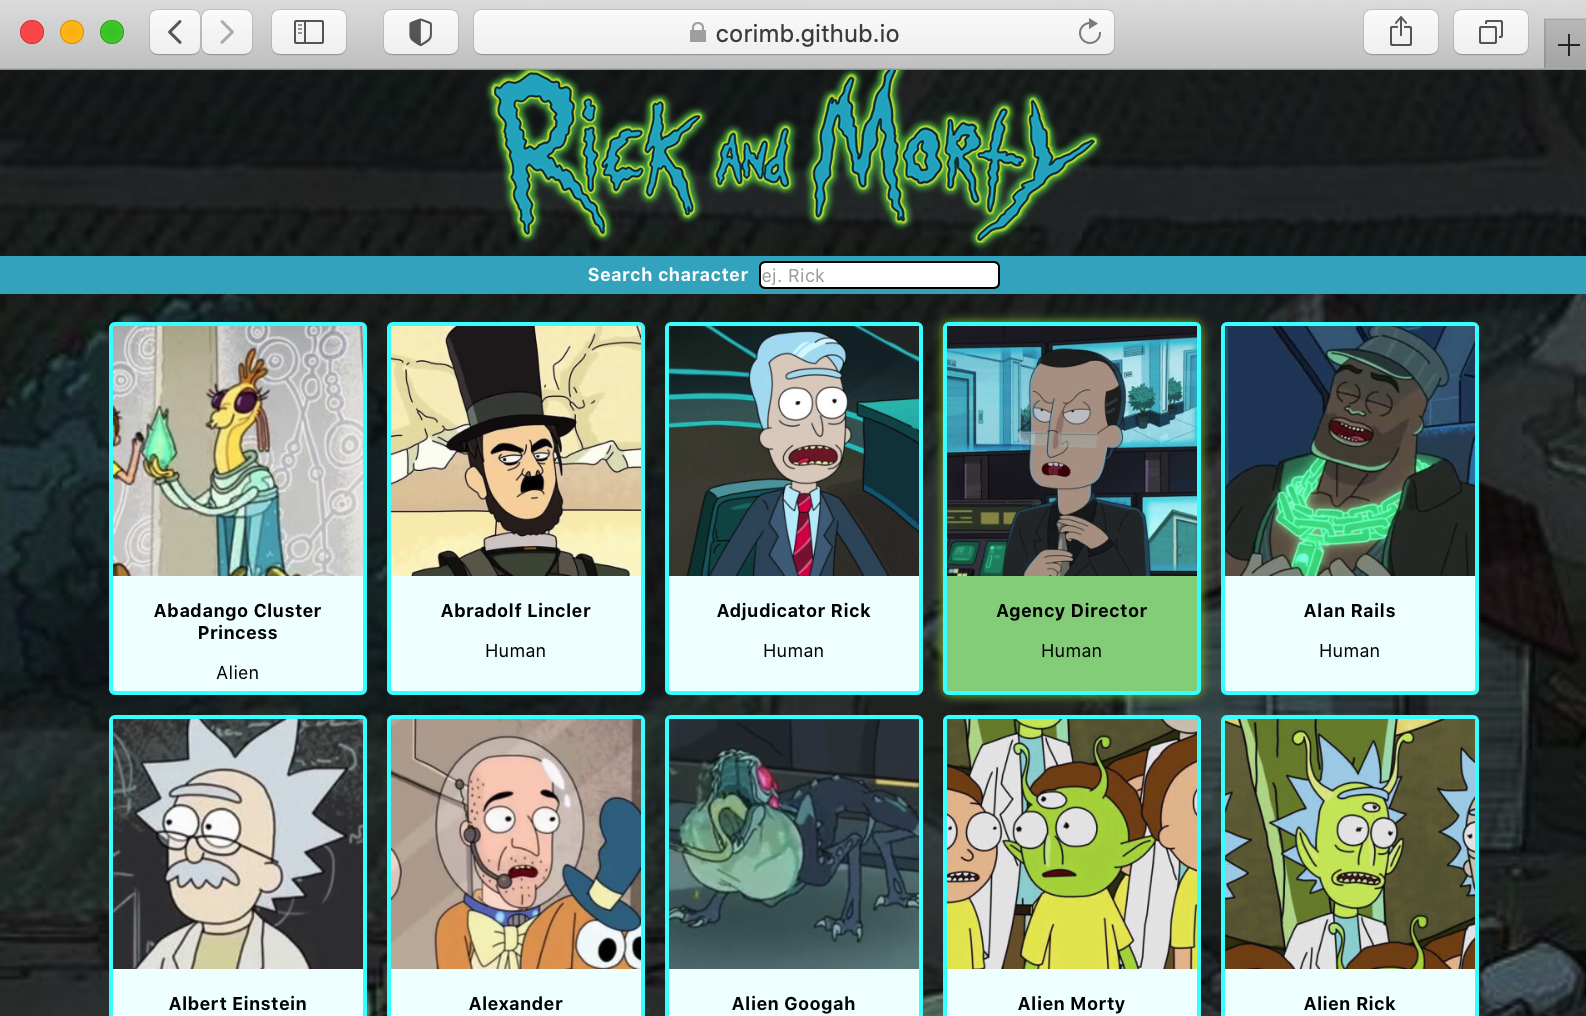 corimb.github.io
Rick and Morty
Search character ej. Rick
Abadango Cluster
Princess
Alien
Abradolf Lincler
Human
Adjudicator Rick
Human
Agency Director
Human
Alan Rails
Human
Albert Einstein
Alexander
Alien Googah
Alien Morty
Alien Rick